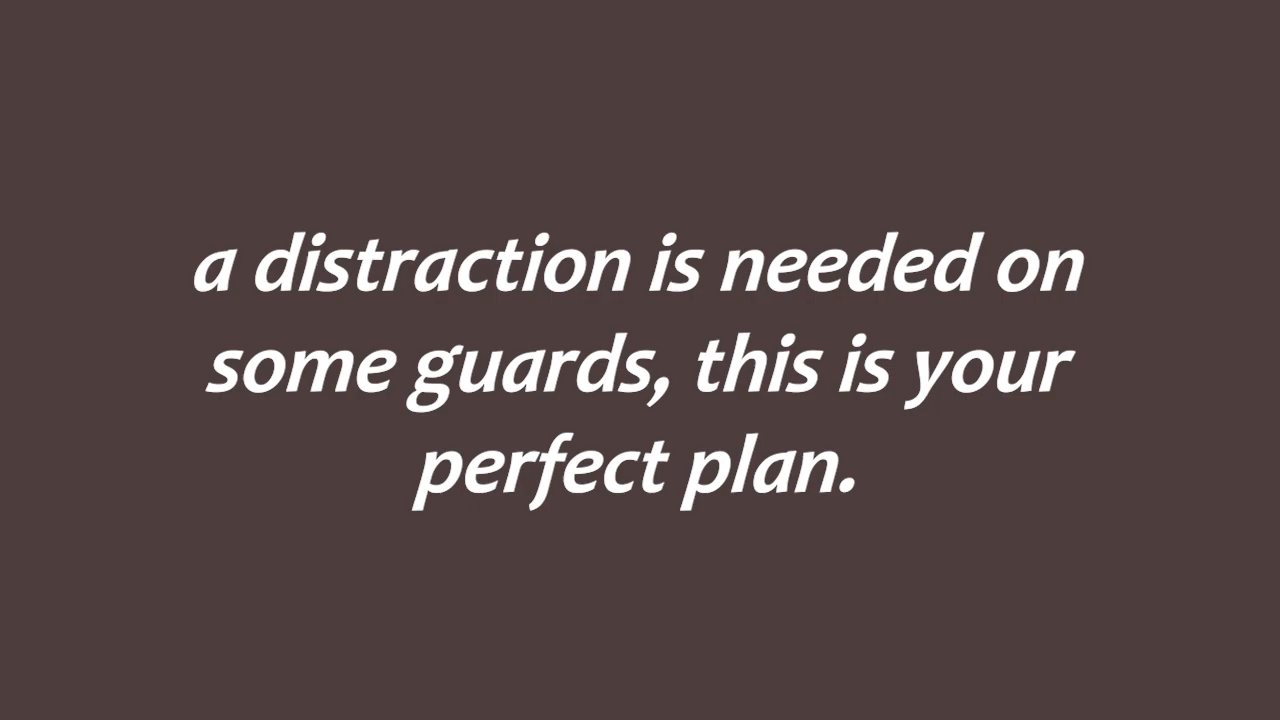 a distraction is needed on
some guards, this is your
perfect plan.